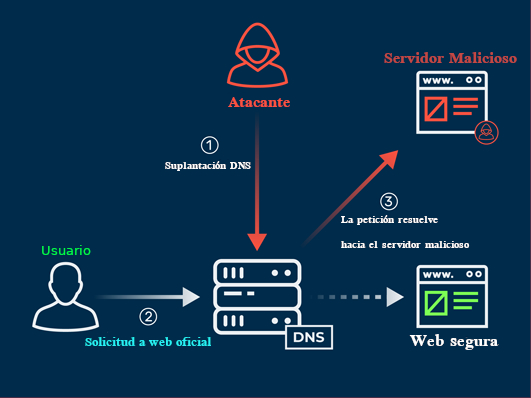 Servidor Malicioso
www.
Atacante
1
Suplantación DNS
3
La petición resuelve
hacia el servidor malicioso
Usuario
www.
2
DNS
Solicitud a web oficial
Web segura